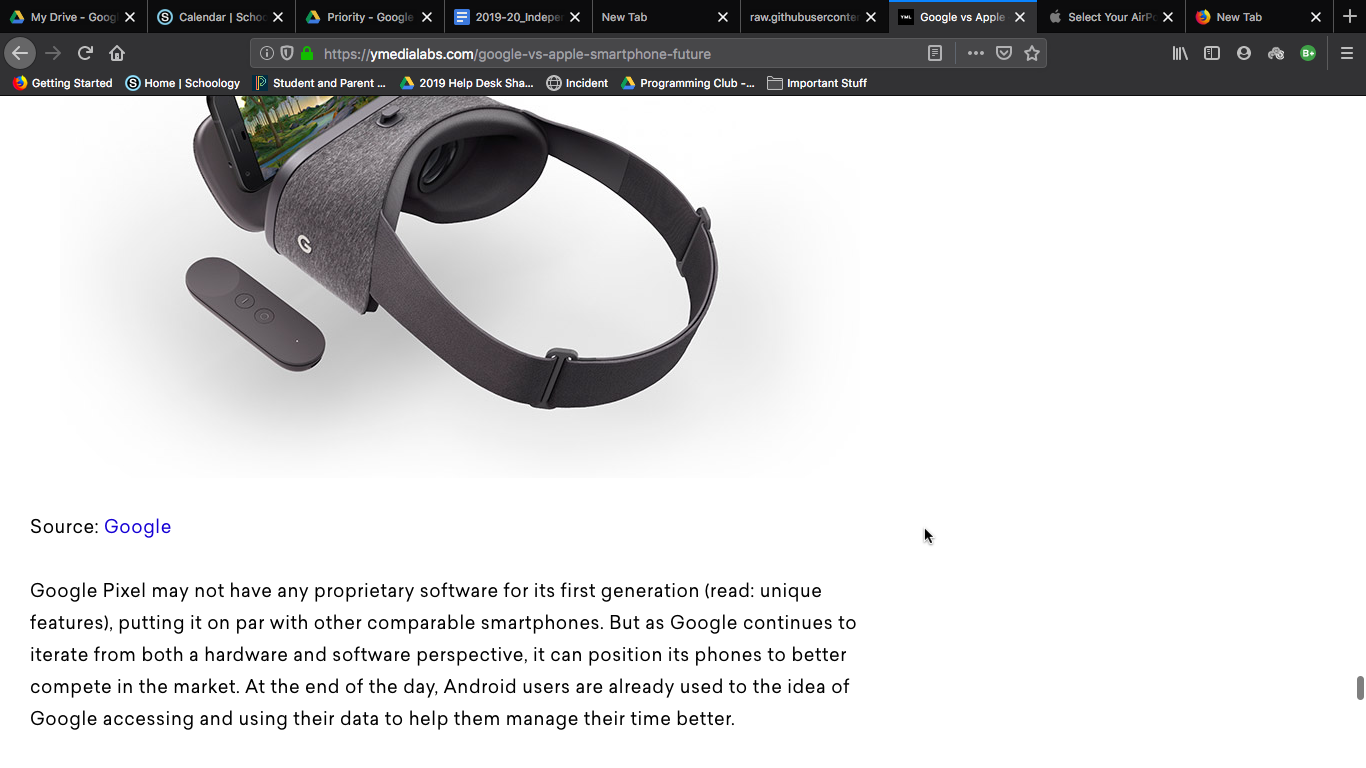 My Drive - Googl
Calendar | Schoo
Priority - Google
2019-20_Indeper
New Tab
raw.githubuserconter
YML
Google vs Apple
Select Your AirPo
New Tab
https://ymedialabs.com/google-vs-apple-smartphone-future
B+
Getting Started
Home | Schoology
Student and Parent ...
2019 Help Desk Sha...
Incident
Programming Club -...
Important Stuff
G
Source: Google
Google Pixel may not have any proprietary software for its first generation (read: unique
features), putting it on par with other comparable smartphones. But as Google continues to
iterate from both a hardware and software perspective, it can position its phones to better
compete in the market. At the end of the day, Android users are already used to the idea of
Google accessing and using their data to help them manage their time better.